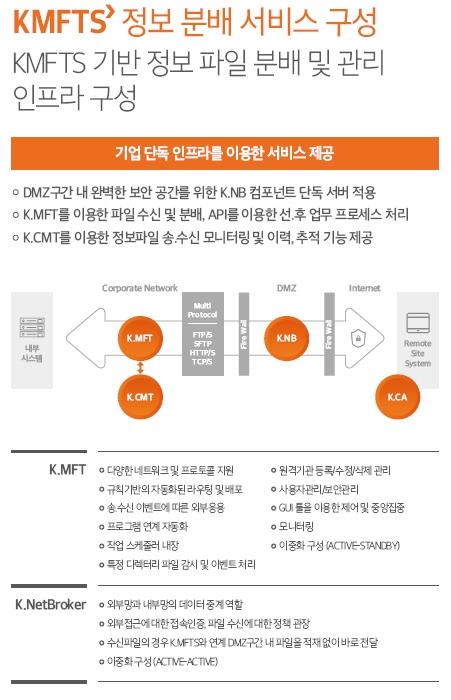 KMFTS 정보 분배 서비스 구성
KMFTS 기반 정보 파일 분배 및 관리
인프라 구성
기업 단독 인프라를 이용한 서비스 제공
DMZ구간 내 완벽한 보안 공간를 위한 K.NB 컴포넌트 단독 서버 적용
K.MFT를 이용한 파일 수신 및 분배, API를 이용한 선.후 업무 프로세스 처리
K.CMT를 이용한 정보파일 송.수신 모니터링 및 이력, 추적 기능 제공
Corporate Network
DMZ
Internet
내부
시스템
K.MFT
K.CMT
Multi
Protocol
FTP/S
SFTP
HTTP/S
TCP/S
Fire Wall
K.NB
Fire Wall
Remote
Site
System
K.CA
K.MFT
다양한 네트워크 및 프로토콜 지원
규칙기반의 자동화된 라우팅 및 배포
송.수신 이벤트에 따른 외부응용
프로그램 연계 자동화
작업 스케쥴러 내장
특정 디렉터리 파일 감시 및 이벤트 처리
원격기관 등록/수정/삭제 관리
사용자관리/보안관리
GUI 툴을 이용한 제어 및 중앙집중
모니터링
이중화 구성 (ACTIVE-STANDBY)
K.NetBroker
외부망과 내부망의 데이터 중계 역할
외부접근에 대한 접속인증, 파일 수신에 대한 정책 관장
수신파일의 경우 K.MFTS와 연계 DMZ구간 내 파일을 적재 없이 바로 전달
이중화 구성 (ACTIVE-ACTIVE)